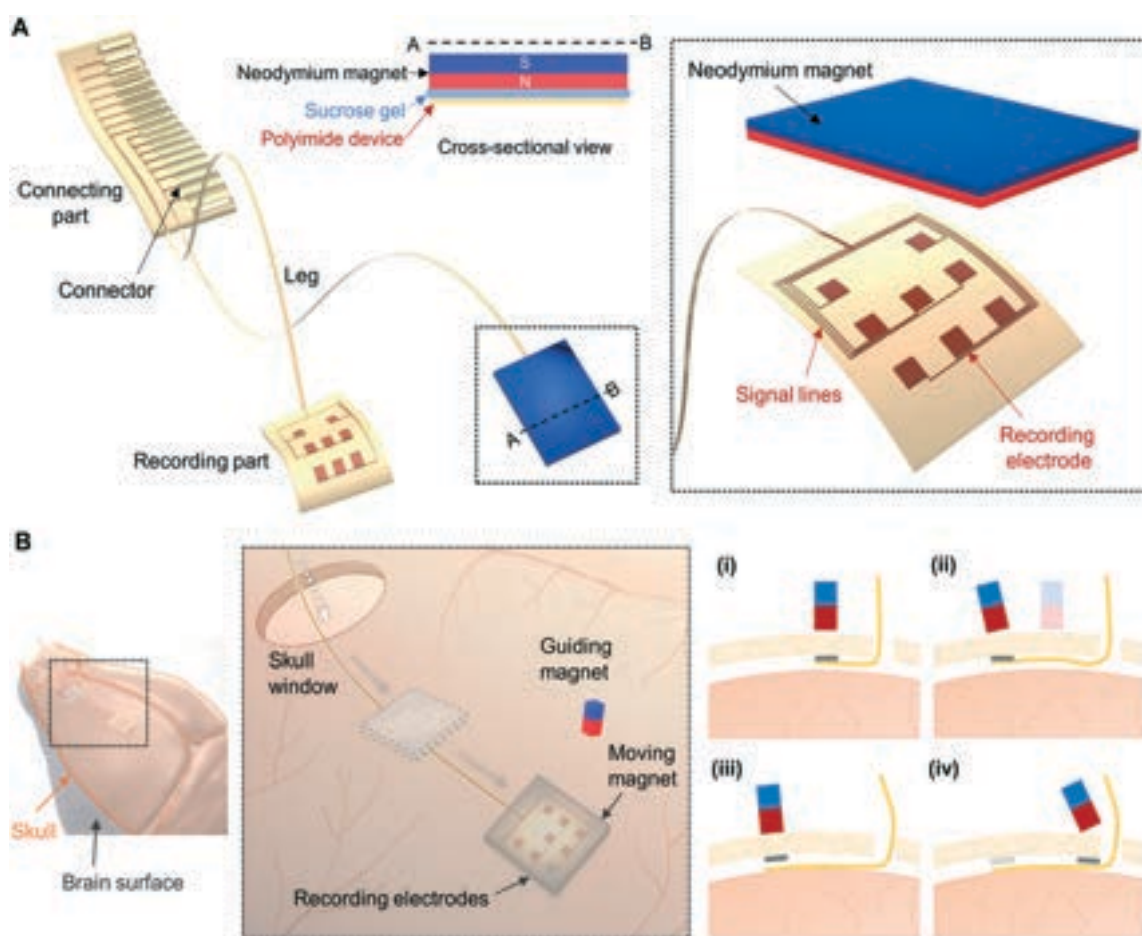 A
A B
S
Neodymium magnet
N
Sucrose gel
Polyimide device
Cross-sectional view
Connecting
part
Connector
Leg
Recording part
A B
Neodymium magnet
Signal lines
Recording
electrode
B
Skull
Brain surface
Skull
window
Guiding
magnet
Moving
magnet
Recording electrodes
(i)
(ii)
(iii)
(iv)